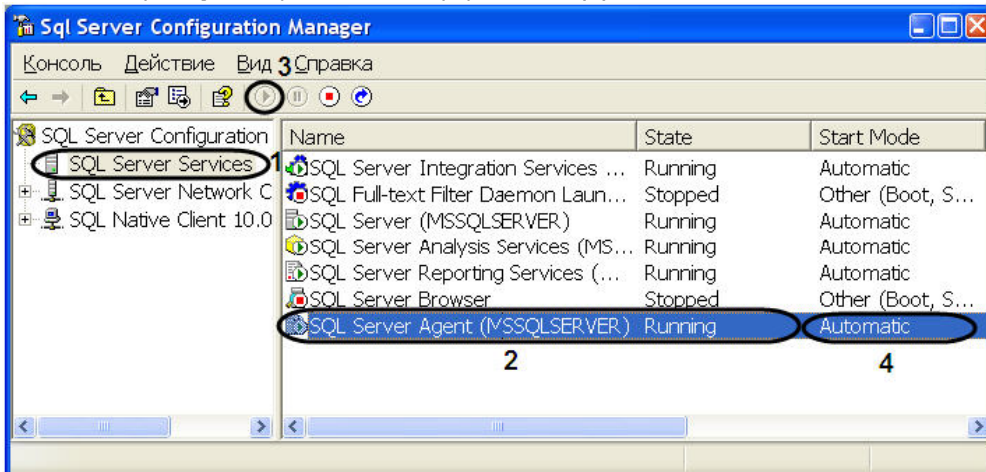 Sql Server Configuration Manager
Консоль Действие Вид 3 Справка
SQL Server Configuration
SQL Server Services 1
SQL Server Network C
SQL Native Client 10.0
Name State Start Mode
SQL Server Integration Services ... Running Automatic
SQL Full-text Filter Daemon Laun... Stopped Other (Boot, S...
SQL Server (MSSQLSERVER) Running Automatic
SQL Server Analysis Services (MS... Running Automatic
SQL Server Reporting Services (... Running Automatic
SQL Server Browser Stopped Other (Boot, S...
SQL Server Agent (MSSQLSERVER) Running Automatic
2 4